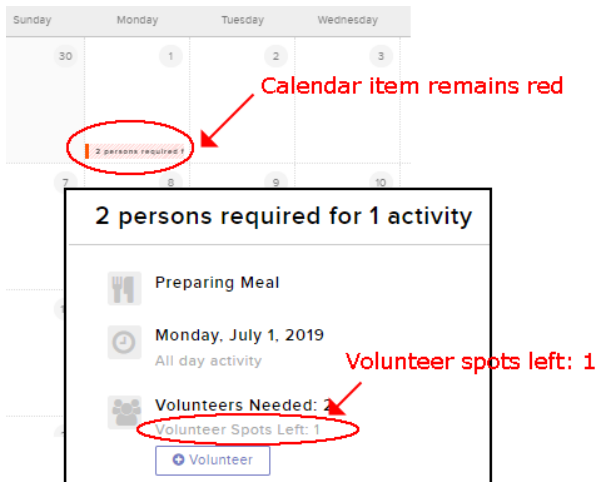 Sunday Monday Tuesday Wednesday
30 1 2 3
Calendar item remains red
2 persons required f
7 8 9 10
2 persons required for 1 activity
Preparing Meal
Monday, July 1, 2019
All day activity
Volunteer spots left: 1
Volunteers Needed: 2
Volunteer Spots Left: 1
Volunteer